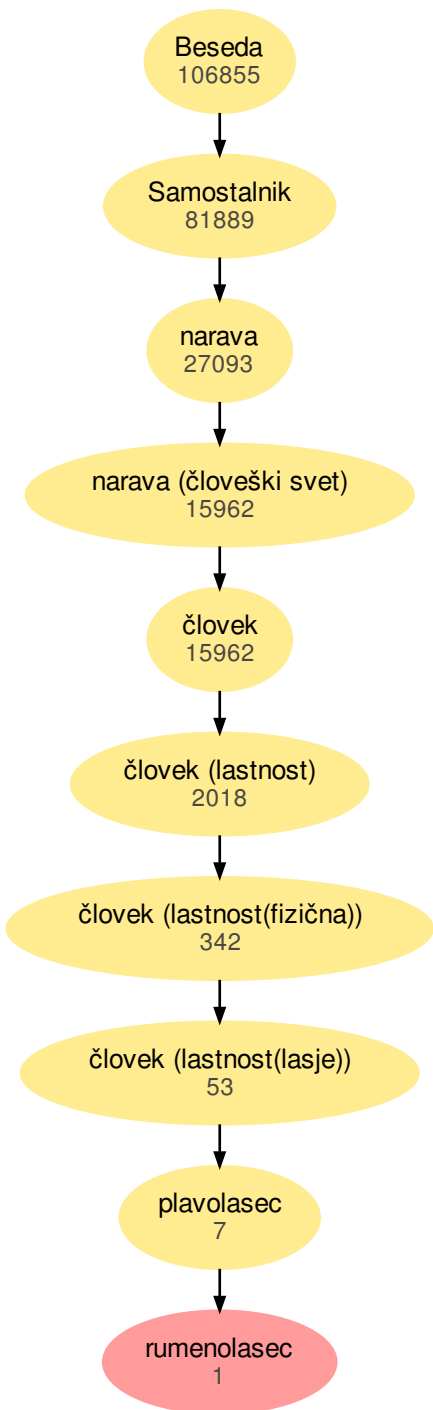 Beseda
106855
Samostalnik
81889
narava
27093
narava (človeški svet)
15962
človek
15962
človek (lastnost)
2018
človek (lastnost(fizična))
342
človek (lastnost(lasje))
53
plavolasec
7
rumenolasec
1